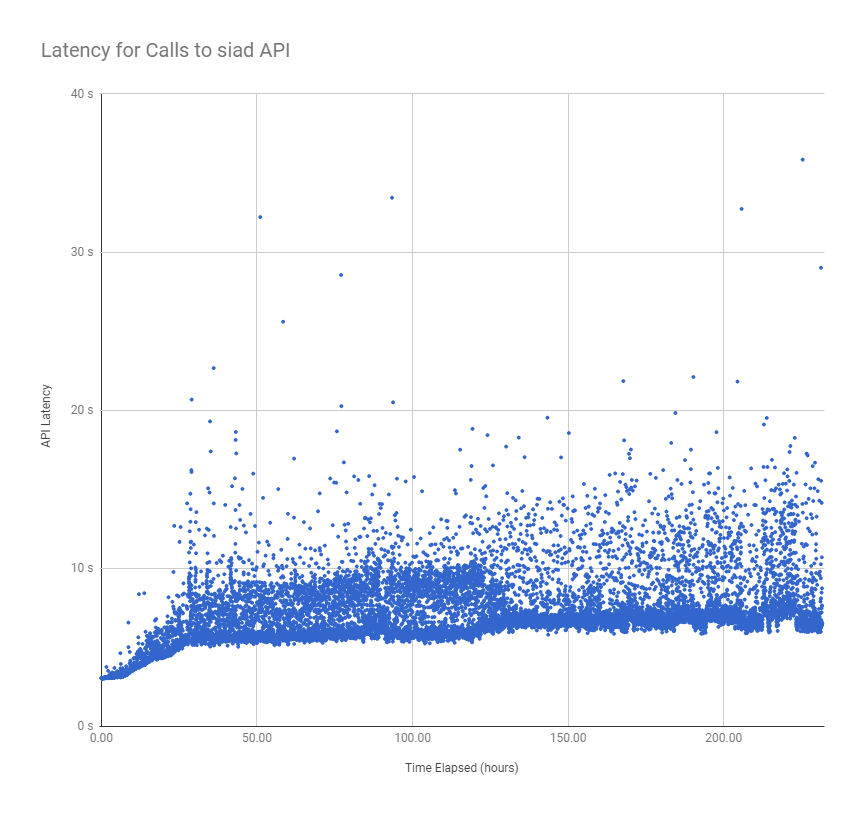 Latency for Calls to siad API
40 s
30 s
20 s
10 s
0 s
API Latency
0.00 50.00 100.00 150.00 200.00
Time Elapsed (hours)